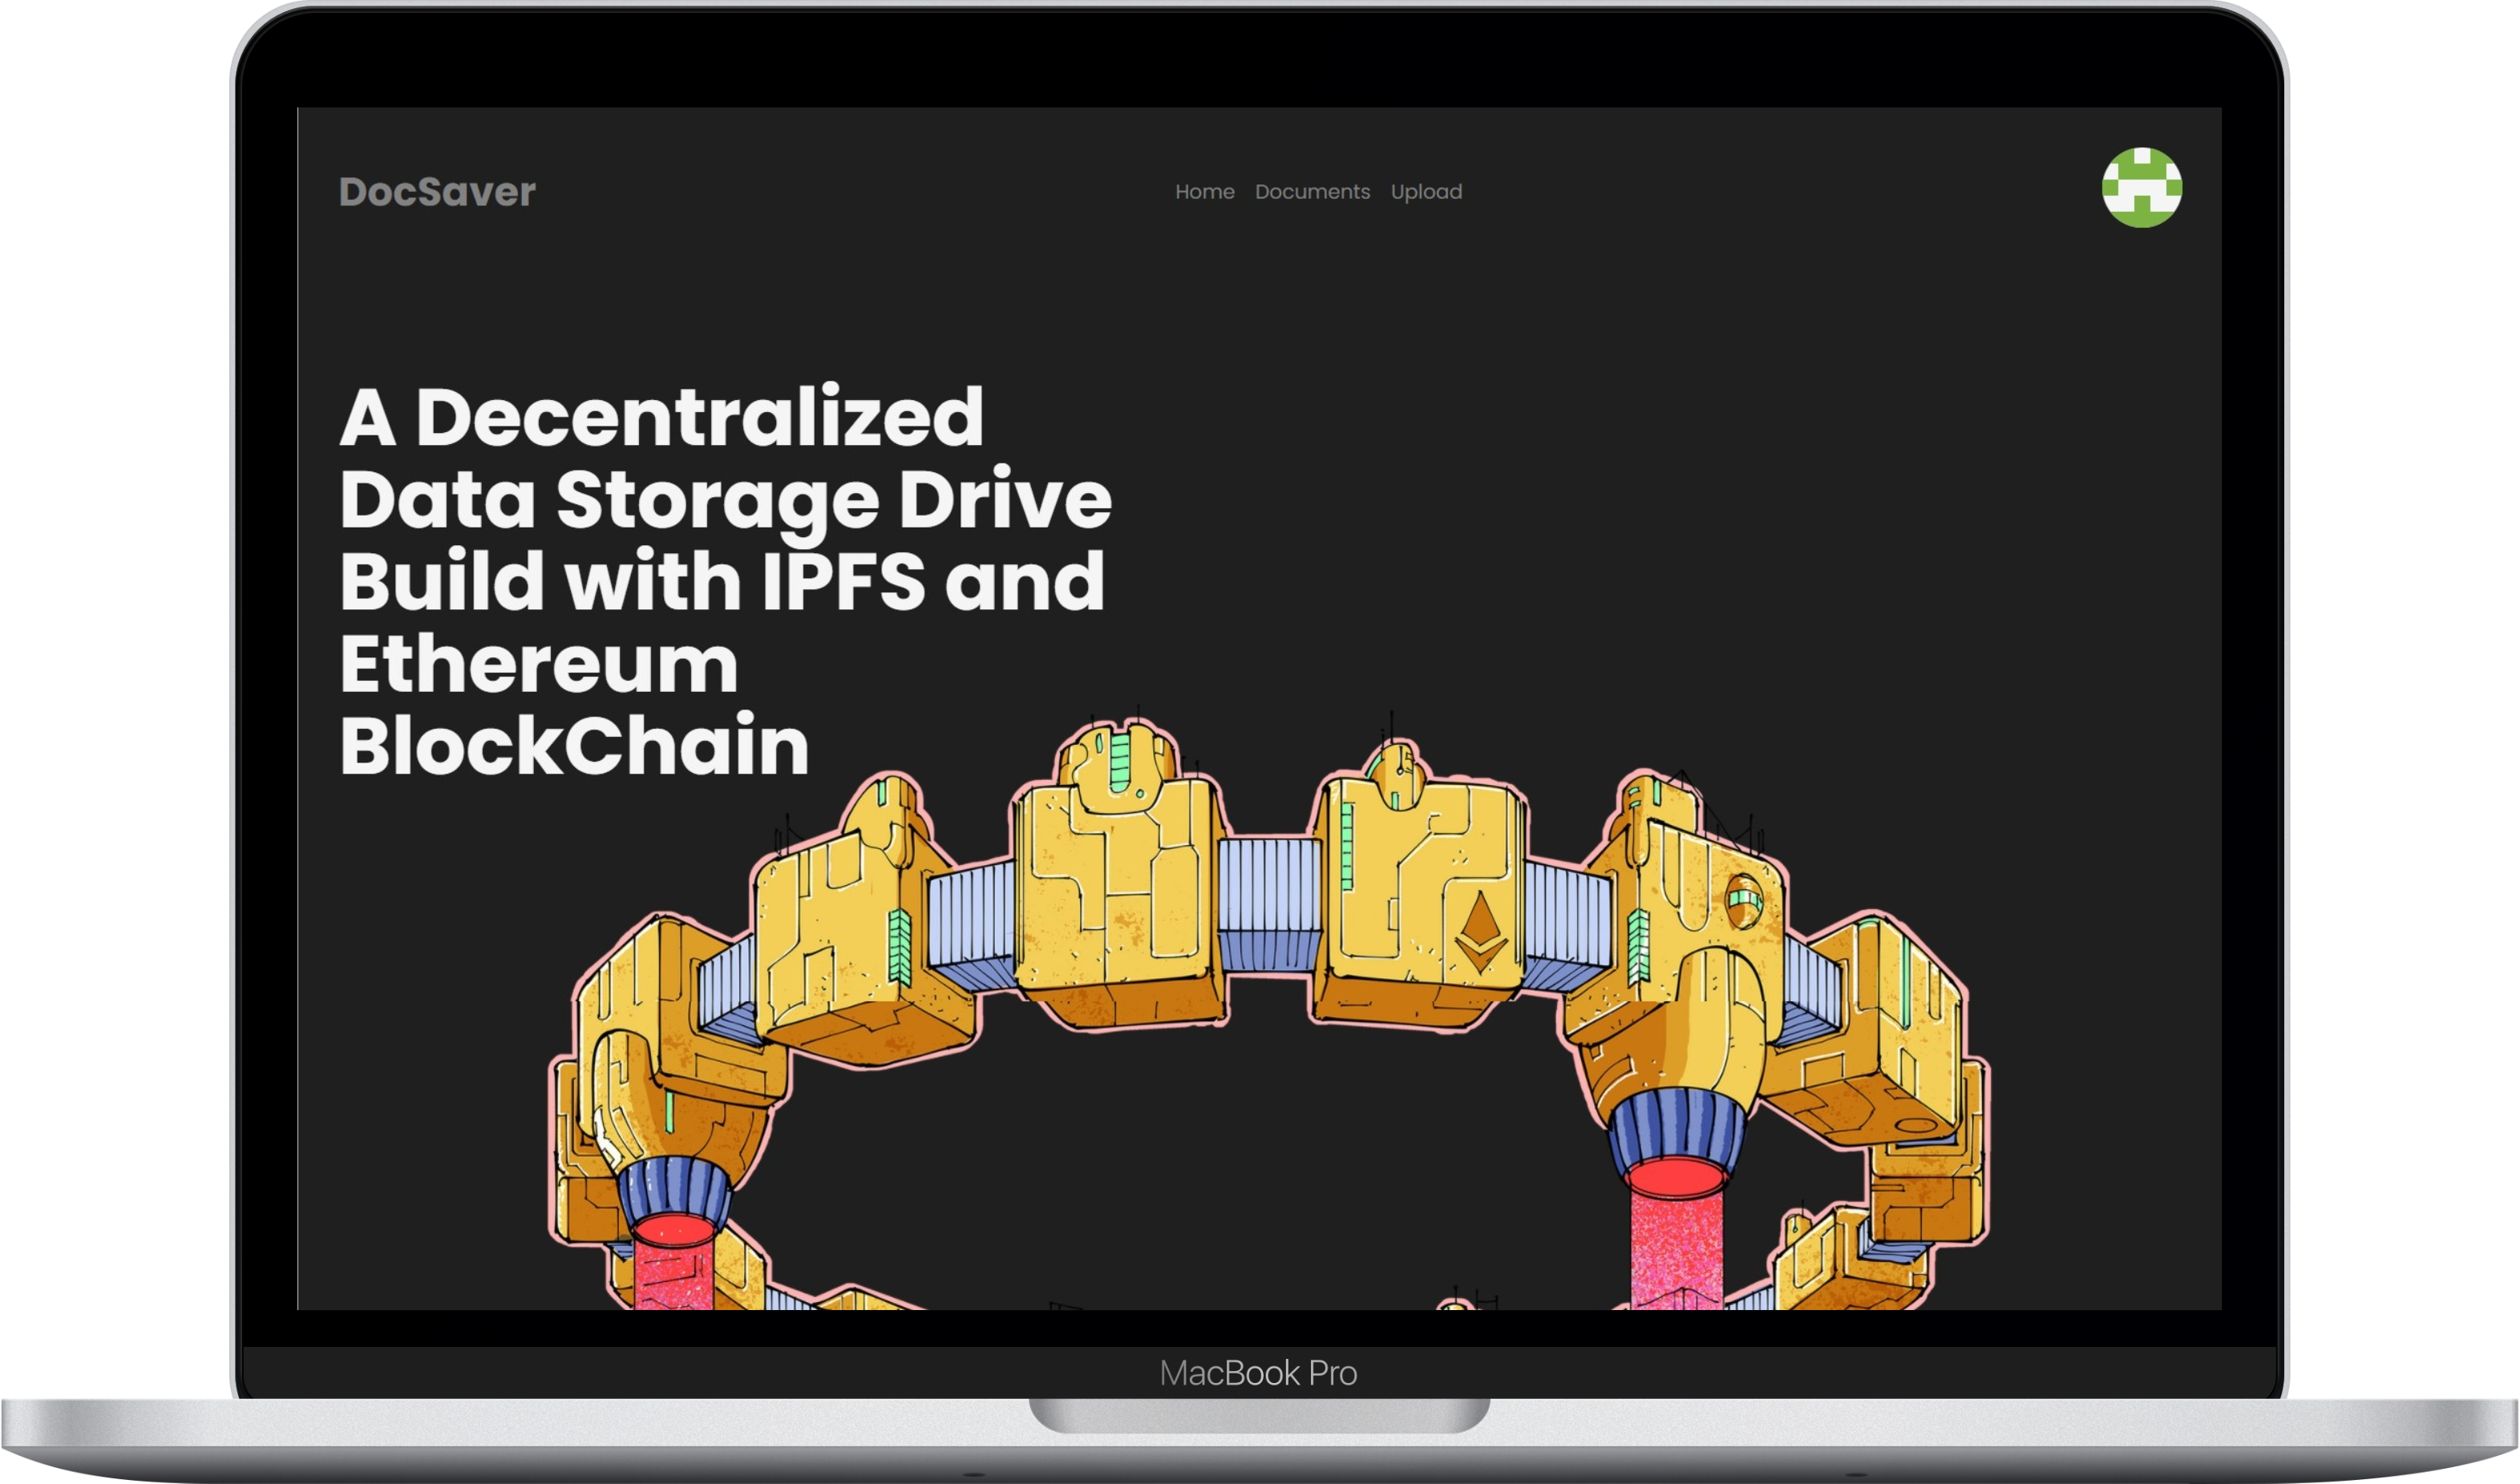 DocSaver
Home Documents Upload
A Decentralized
Data Storage Drive
Build with IPFS and
Ethereum
BlockChain
MacBook Pro